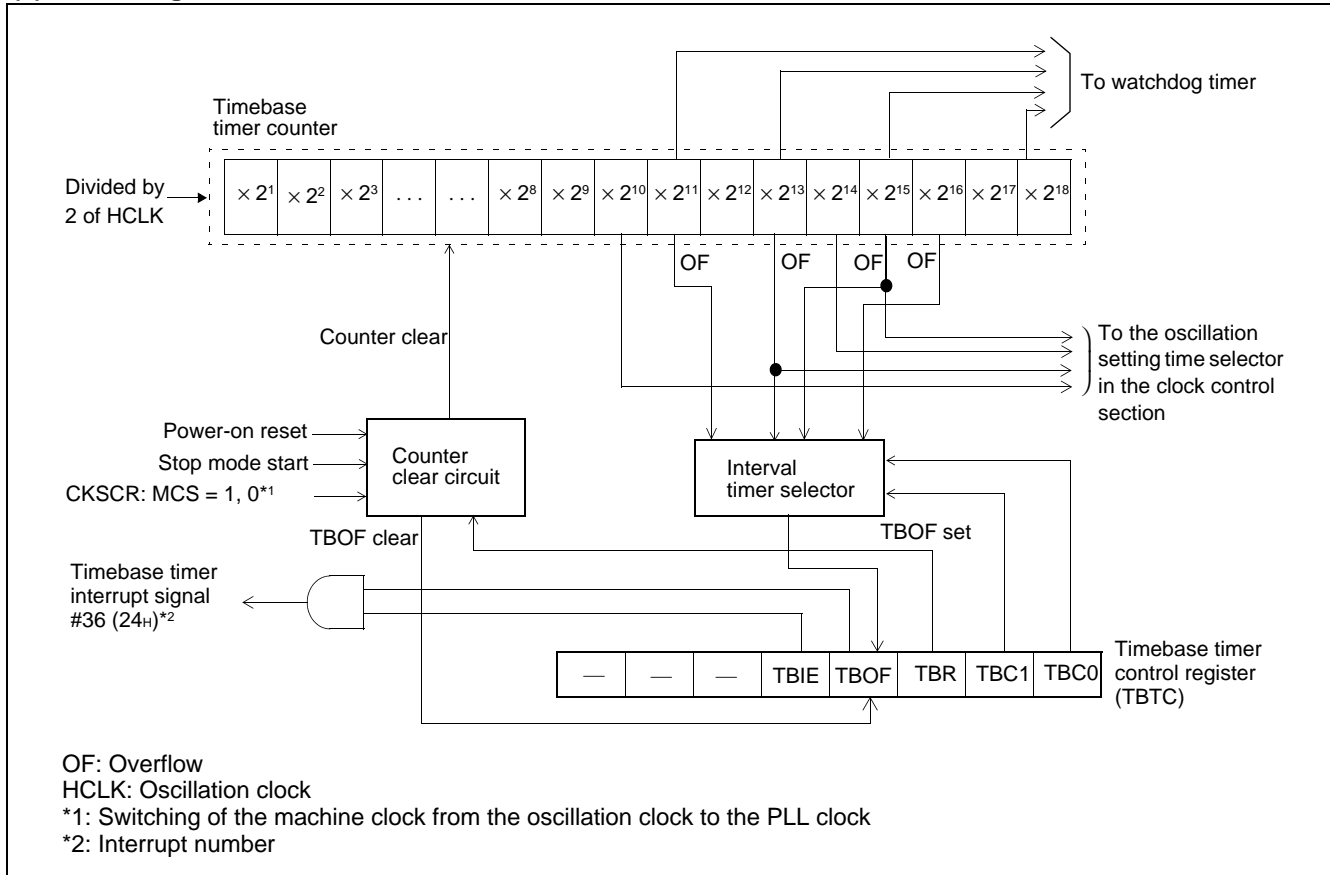 To watchdog timer
Timebase
timer counter
Divided by
2 of HCLK
× 2¹ × 2² × 2³ . . . . . . × 2⁸ × 2⁹ × 2¹⁰ × 2¹¹ × 2¹² × 2¹³ × 2¹⁴ × 2¹⁵ × 2¹⁶ × 2¹⁷ × 2¹⁸
OF OF OF OF
Counter clear
To the oscillation
setting time selector
in the clock control
section
Power-on reset
Stop mode start
CKSCR: MCS = 1, 0*1
Counter
clear circuit
Interval
timer selector
TBOF clear
TBOF set
Timebase timer
interrupt signal
#36 (24H)*2
— — — TBIE TBOF TBR TBC1 TBC0
Timebase timer
control register
(TBTC)
OF: Overflow
HCLK: Oscillation clock
*1: Switching of the machine clock from the oscillation clock to the PLL clock
*2: Interrupt number